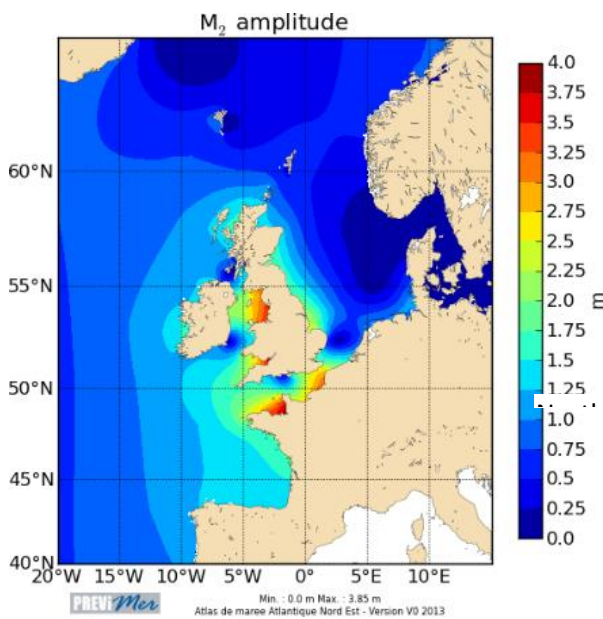 M₂ amplitude
4.0
3.75
3.5
3.25
3.0
2.75
2.5
2.25
2.0
1.75
1.5
1.25
1.0
0.75
0.5
0.25
0.0
m
60°N
55°N
50°N
45°N
40°N
20°W 15°W 10°W 5°W 0°E 5°E 10°E
PREVi Mer
Min. : 0.0 m Max. : 3.85 m
Atlas de maree Atlantique Nord Est - Version V0 2013